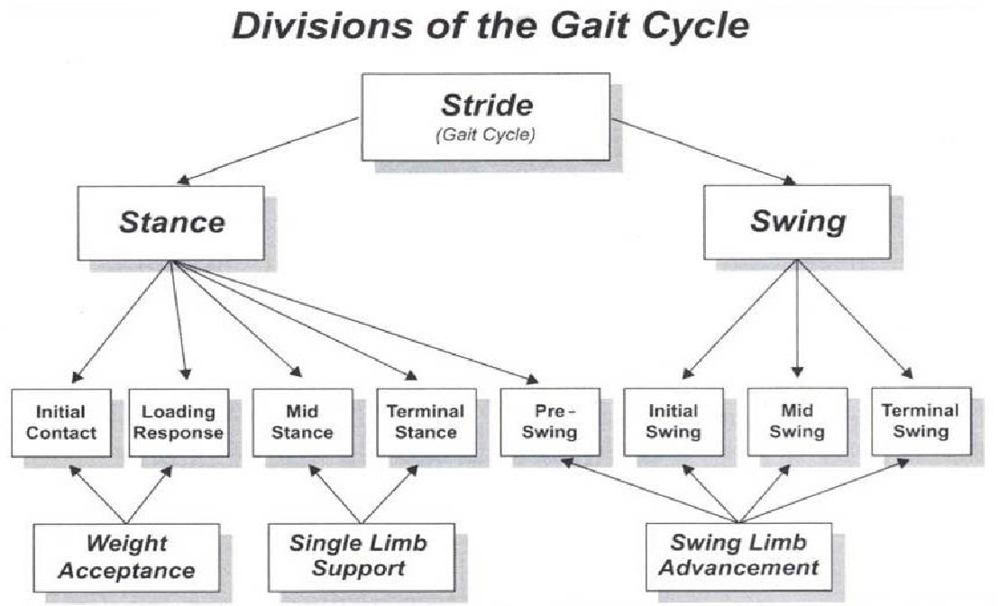 Divisions of the Gait Cycle
Stride
(Gait Cycle)
Stance
Swing
Initial
Contact
Loading
Response
Mid
Stance
Terminal
Stance
Pre-
Swing
Initial
Swing
Mid
Swing
Terminal
Swing
Weight
Acceptance
Single Limb
Support
Swing Limb
Advancement